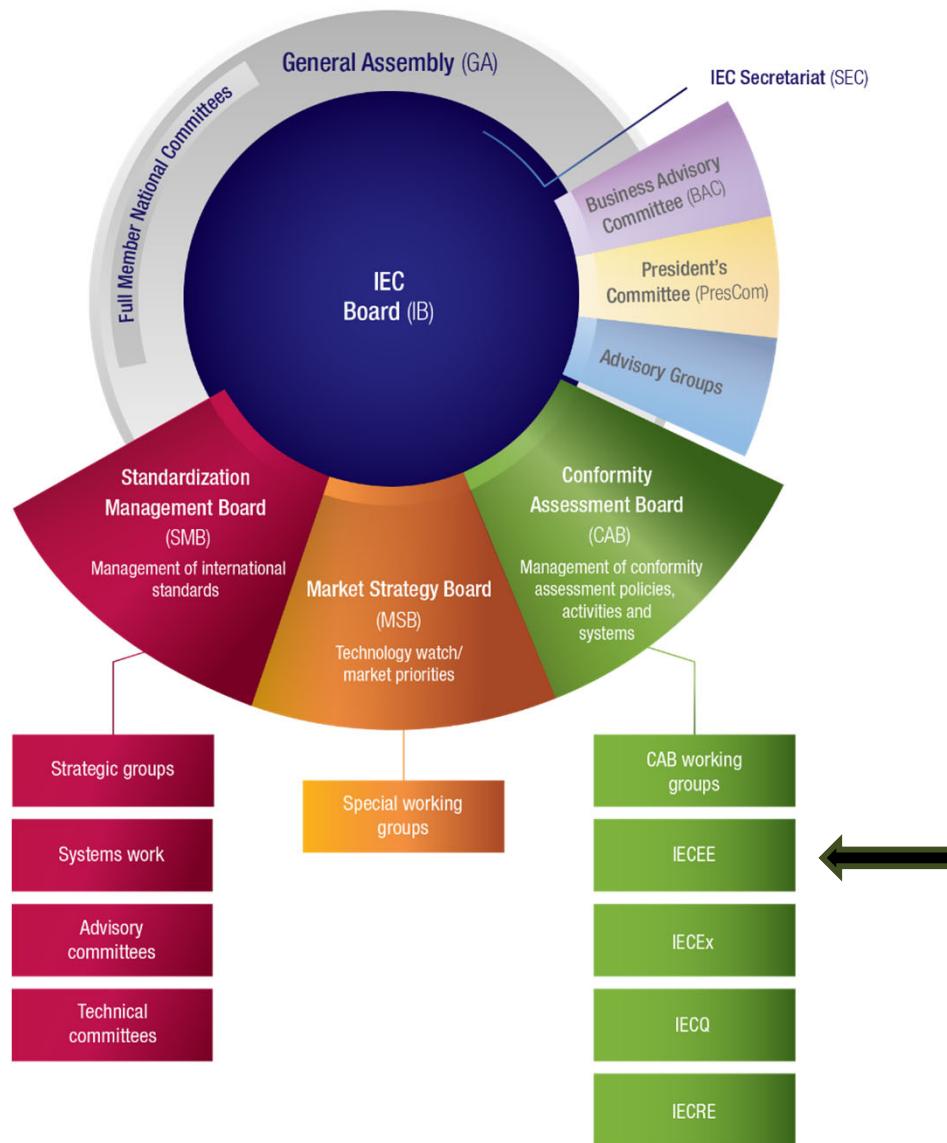 General Assembly (GA)
IEC Secretariat (SEC)
Full Member National Committees
Business Advisory
Committee (BAC)
President's
Committee (PresCom)
Advisory Groups
IEC
Board (IB)
Standardization
Management Board
(SMB)
Management of international
standards
Market Strategy Board
(MSB)
Technology watch/
market priorities
Conformity
Assessment Board
(CAB)
Management of conformity
assessment policies,
activities and
systems
Strategic groups
Systems work
Advisory
committees
Technical
committees
Special working
groups
CAB working
groups
IECEE
IECEx
IECQ
IECRE